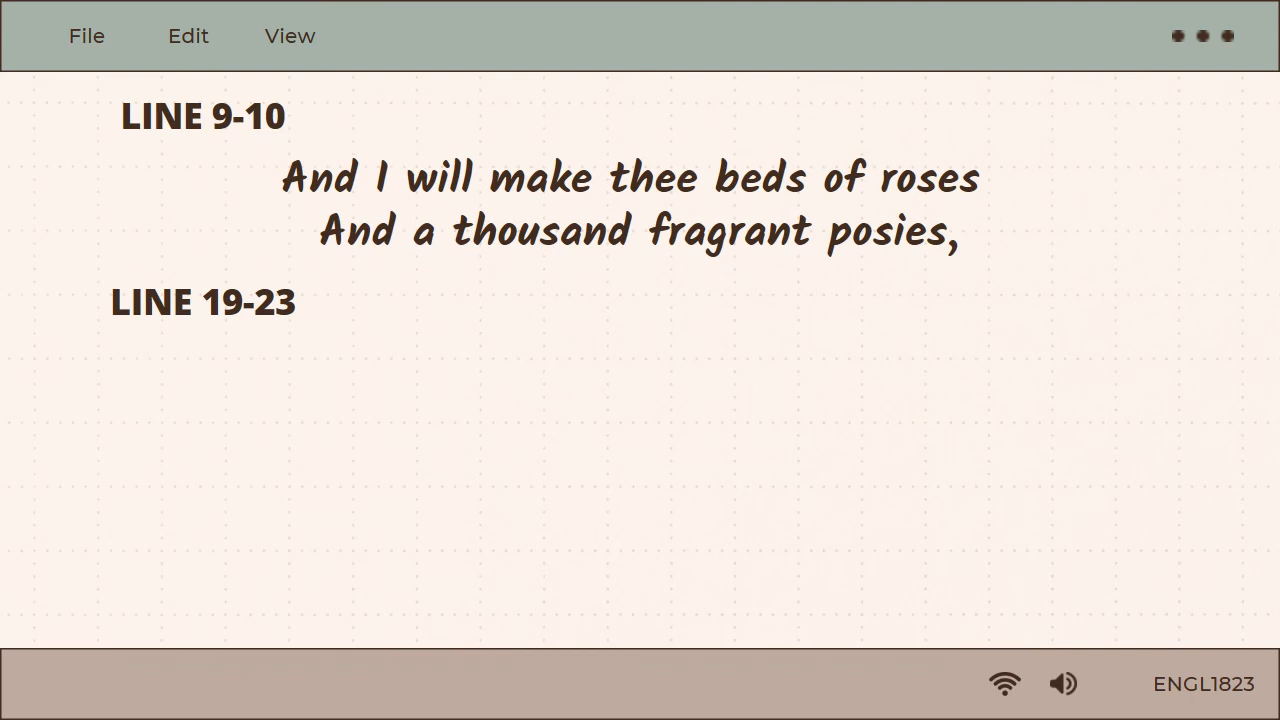 File Edit View
LINE 9-10
And I will make thee beds of roses
And a thousand fragrant posies,
LINE 19-23
ENGL1823